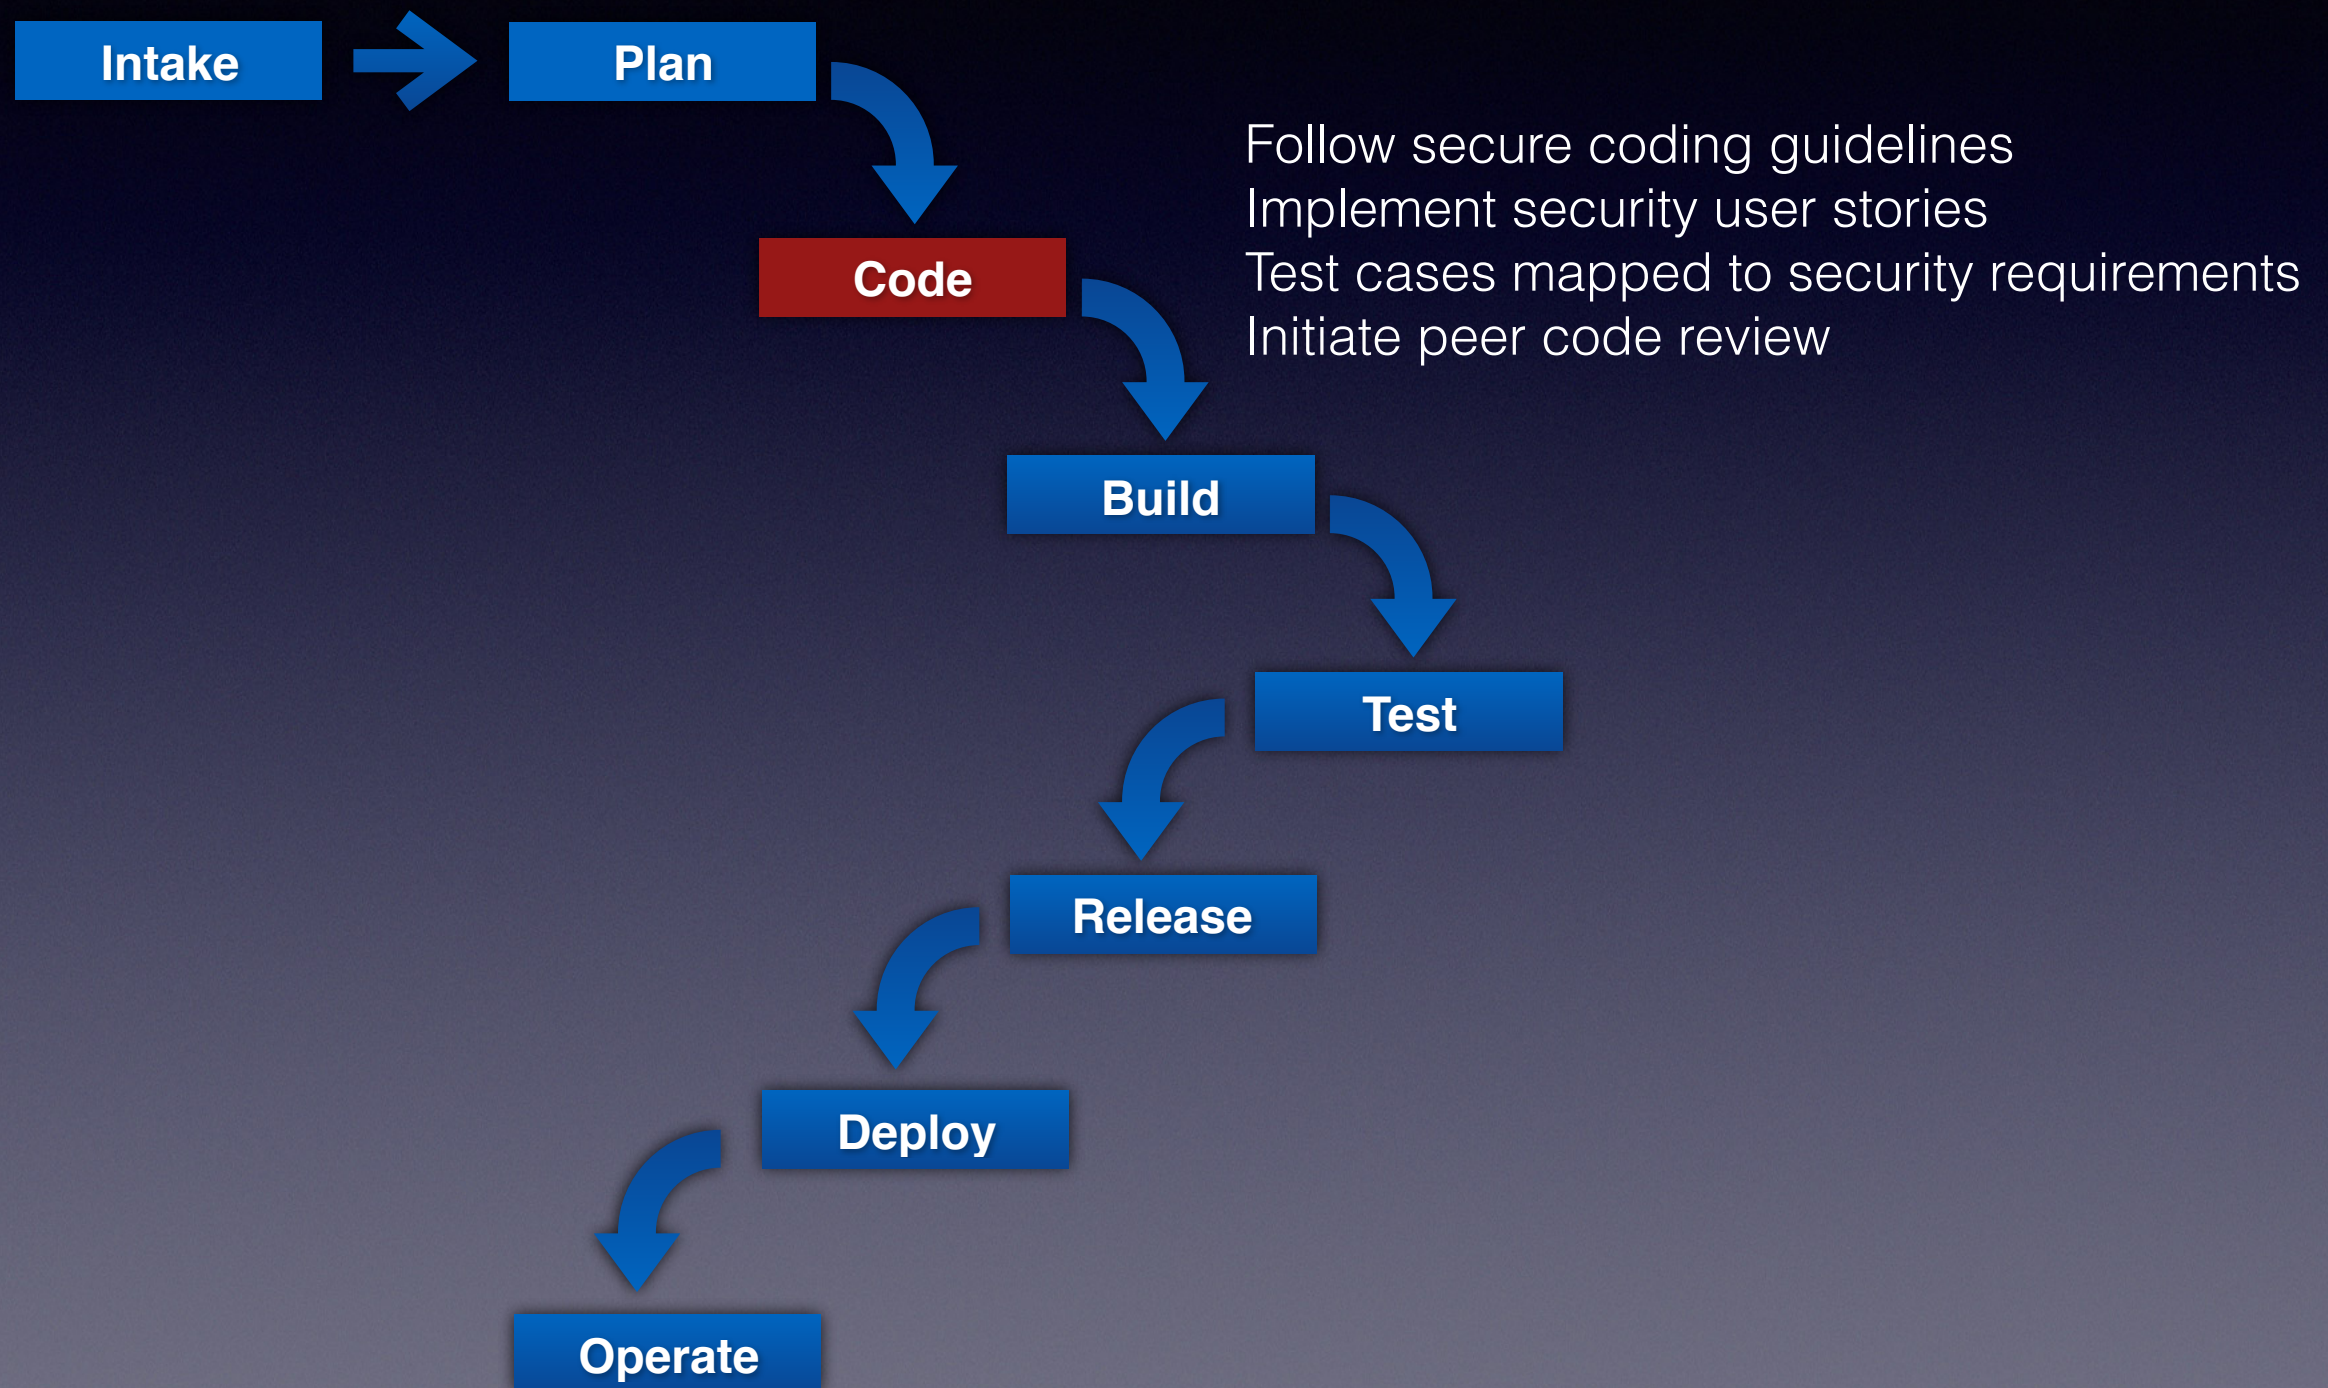 Intake
Plan
Follow secure coding guidelines
Implement security user stories
Code
Test cases mapped to security requirements
Initiate peer code review
Build
Test
Release
Deploy
Operate